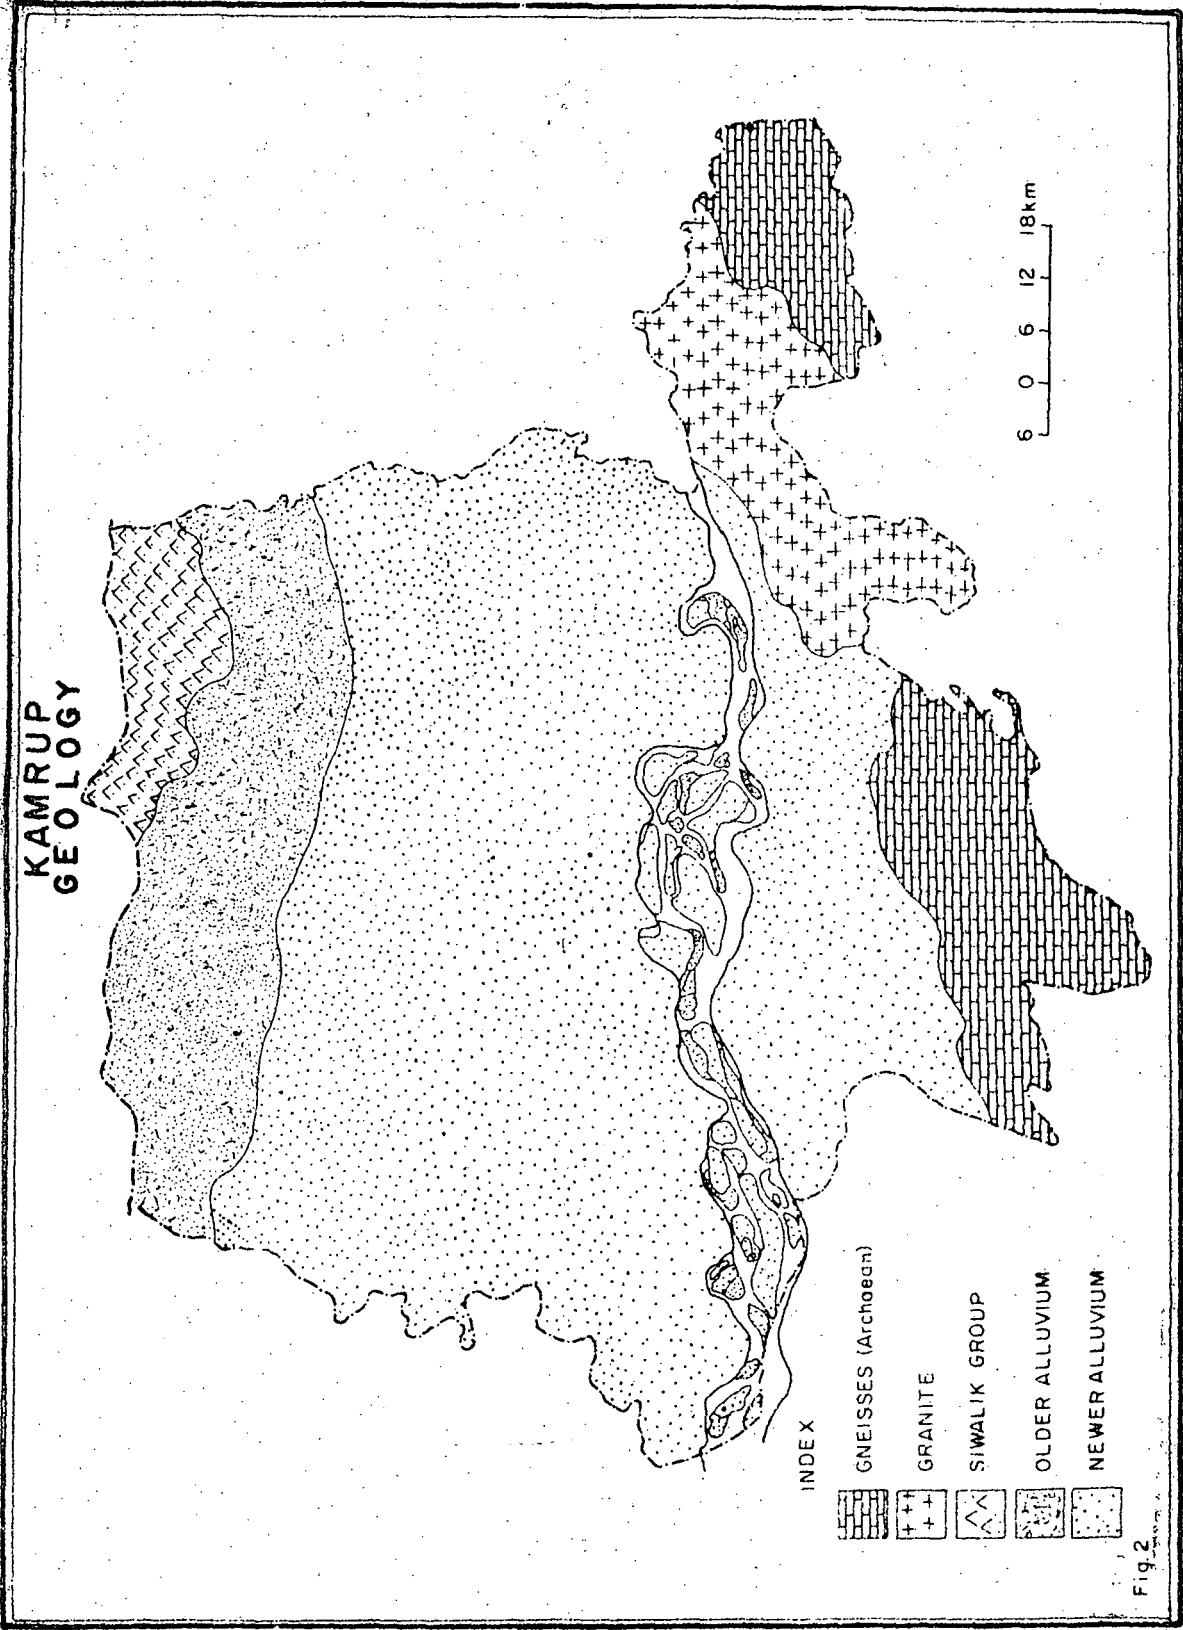 KAMRUP
GEOLOGY
6 0 6 12 18km
INDEX
GNEISSES (Archaean)
GRANITE
SIWALIK GROUP
OLDER ALLUVIUM
NEWER ALLUVIUM
Fig. 2